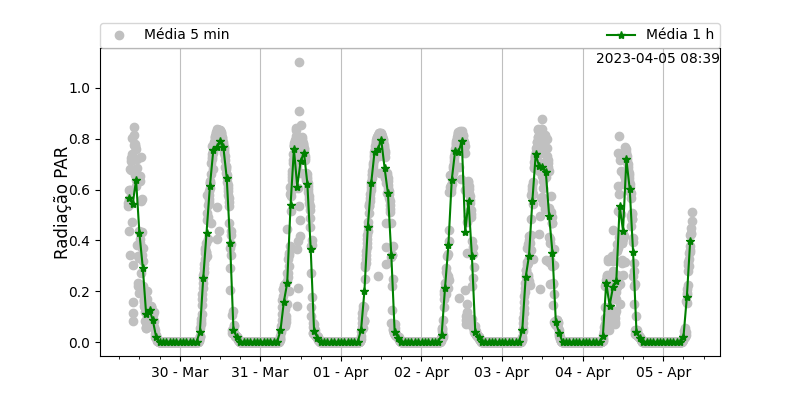 Média 5 min
Média 1 h
2023-04-05 08:39
Radiação PAR
1.0
0.8
0.6
0.4
0.2
0.0
30 - Mar
31 - Mar
01 - Apr
02 - Apr
03 - Apr
04 - Apr
05 - Apr